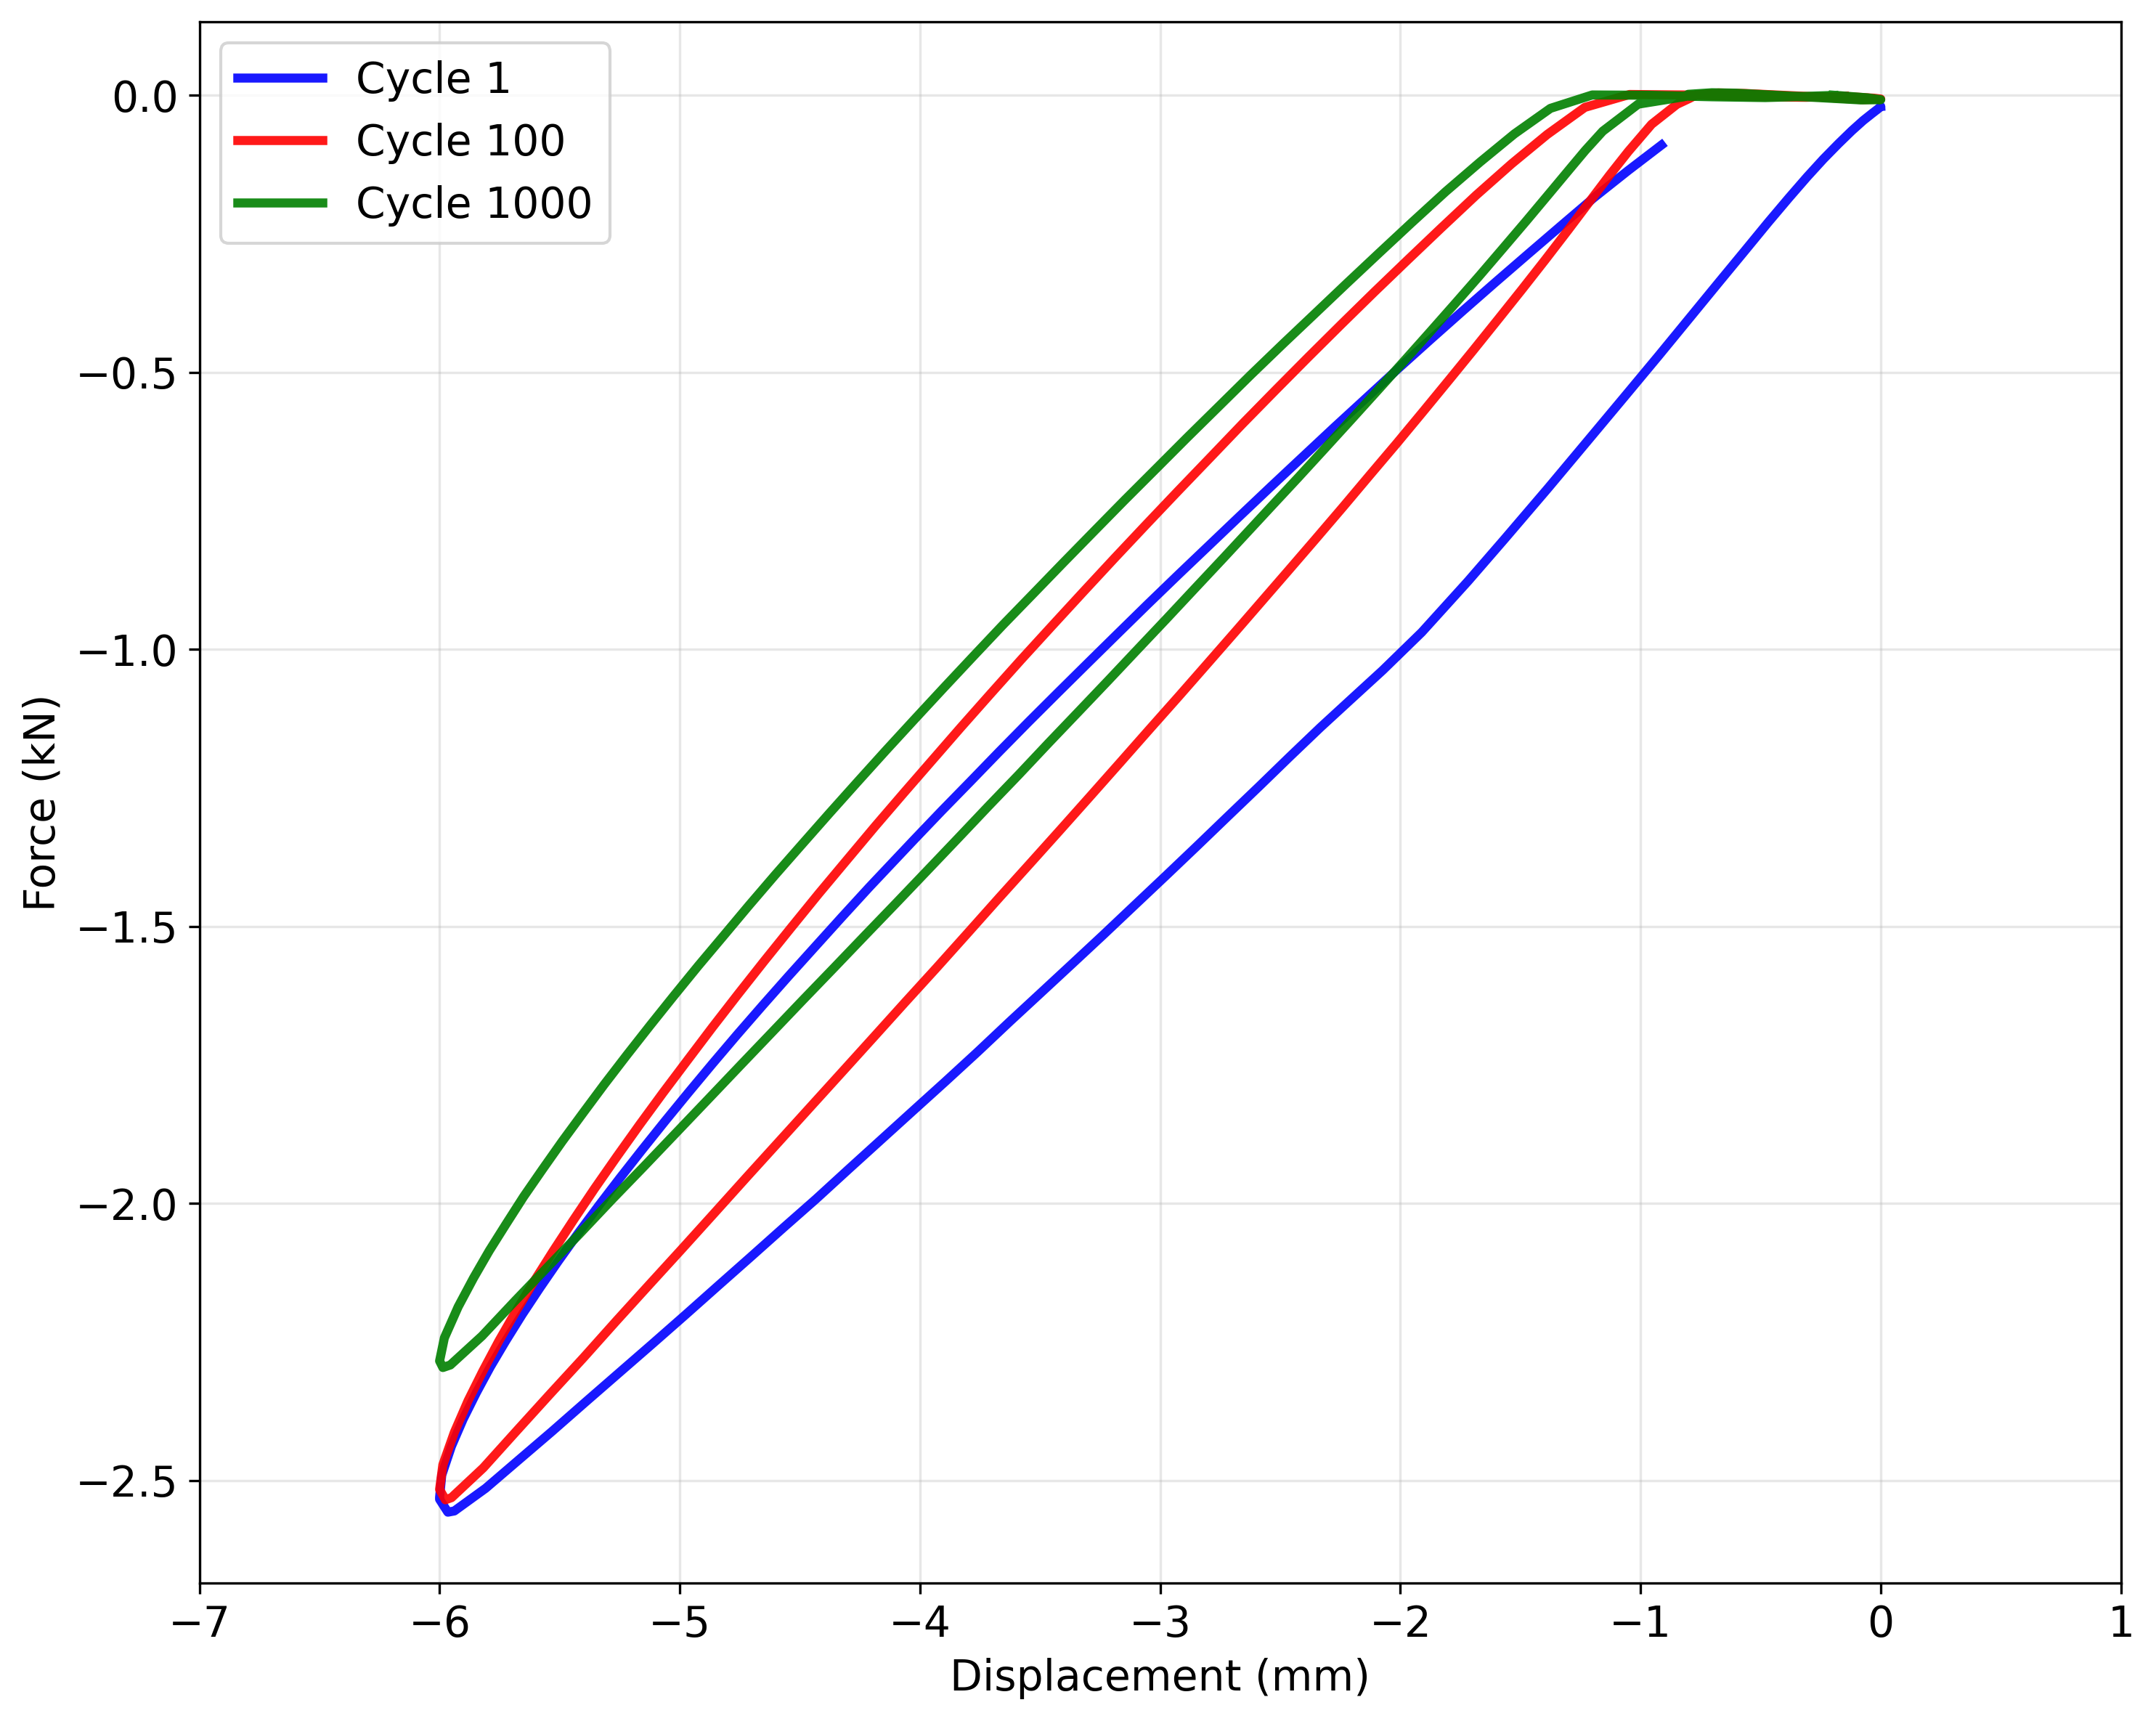 Cycle 1
Cycle 100
Cycle 1000
0.0
−0.5
−1.0
−1.5
−2.0
−2.5
Force (kN)
−7 −6 −5 −4 −3 −2 −1 0 1
Displacement (mm)